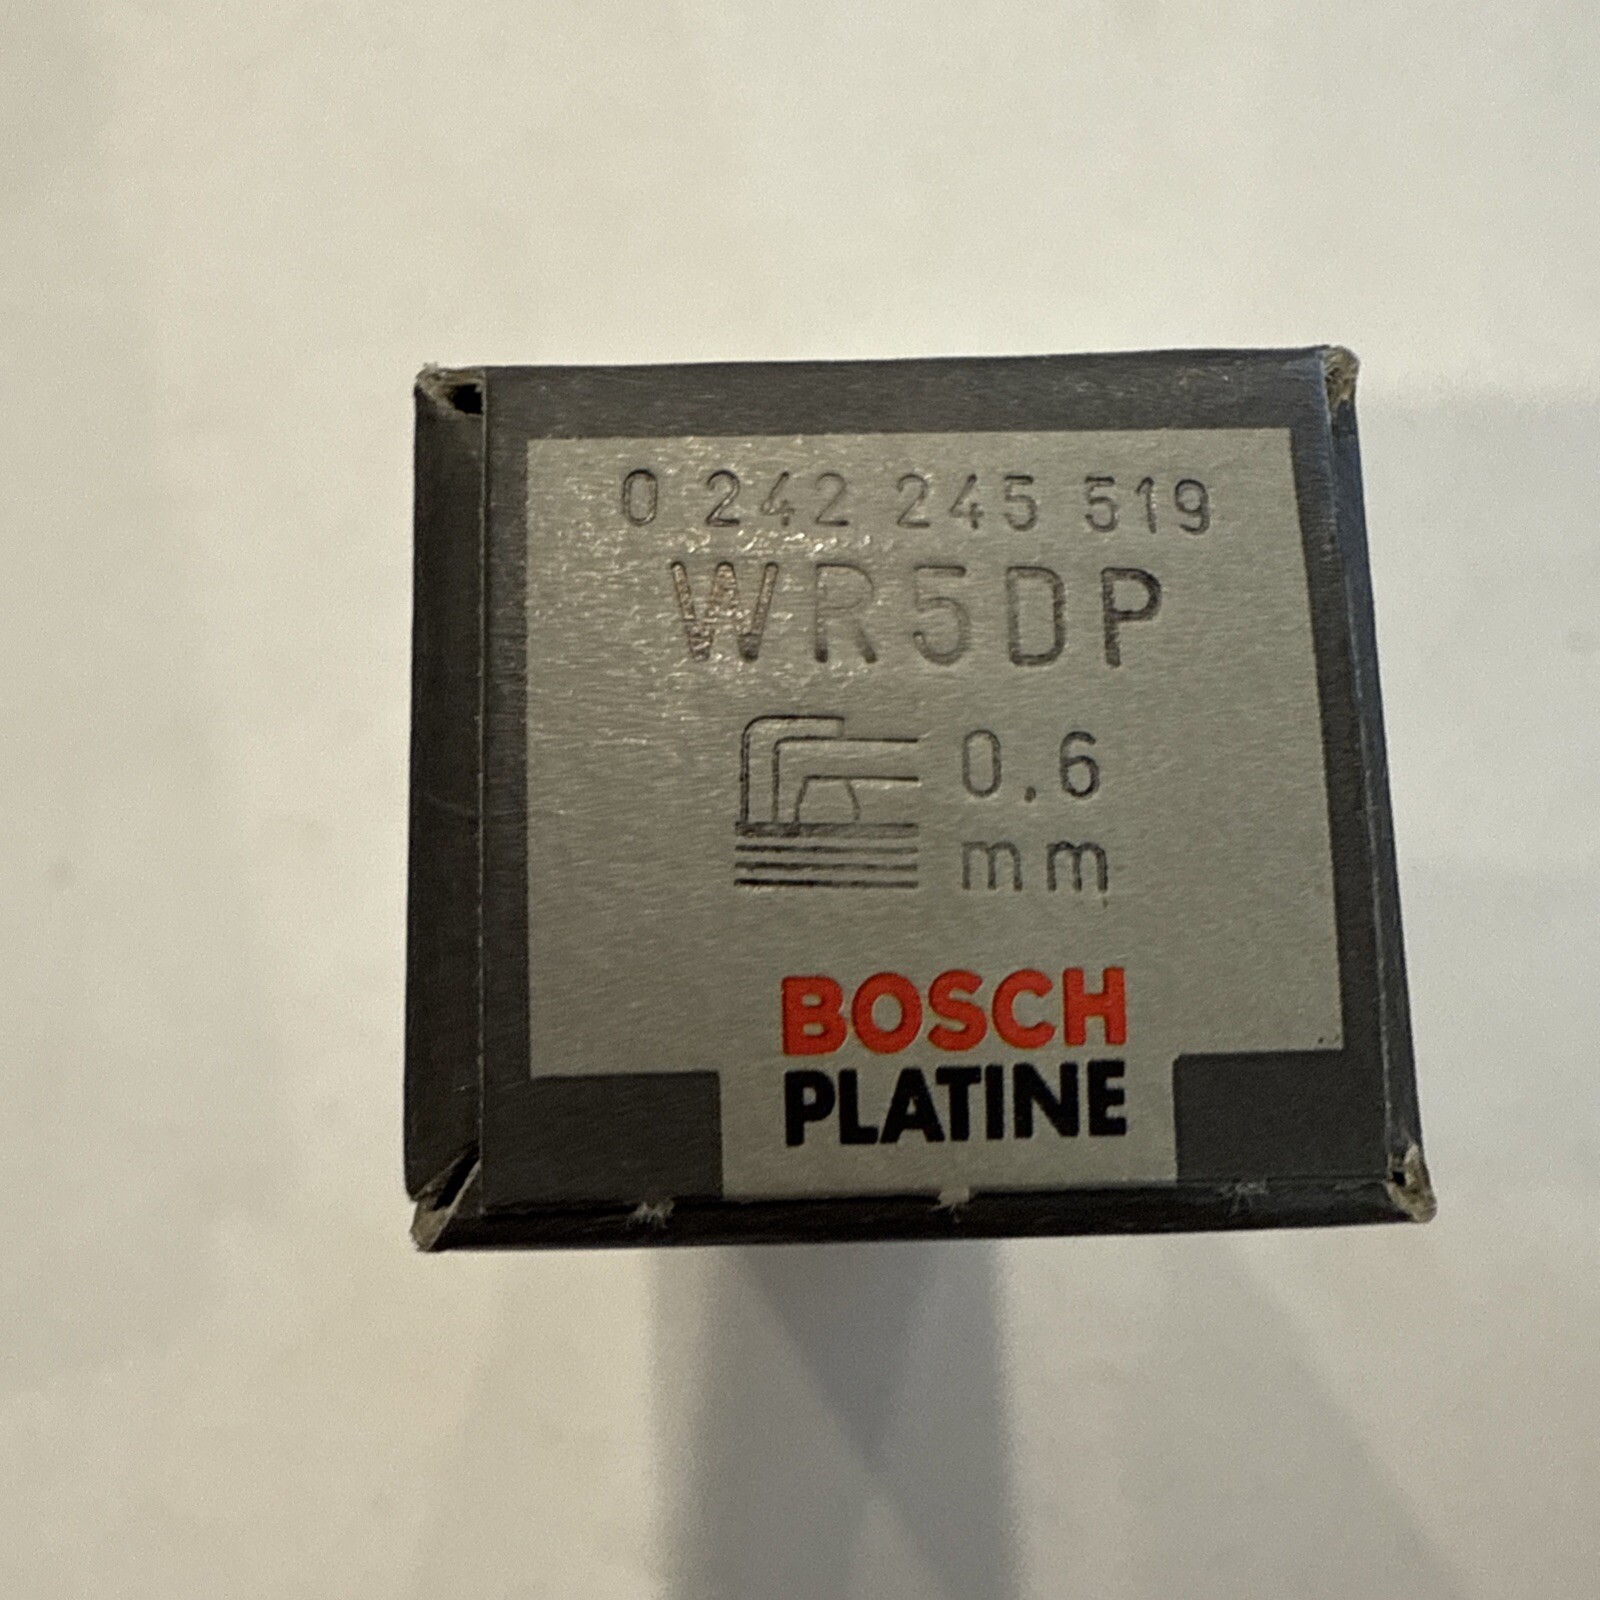 0 242 245 519
WR5DP
0.6
mm
BOSCH
PLATINE